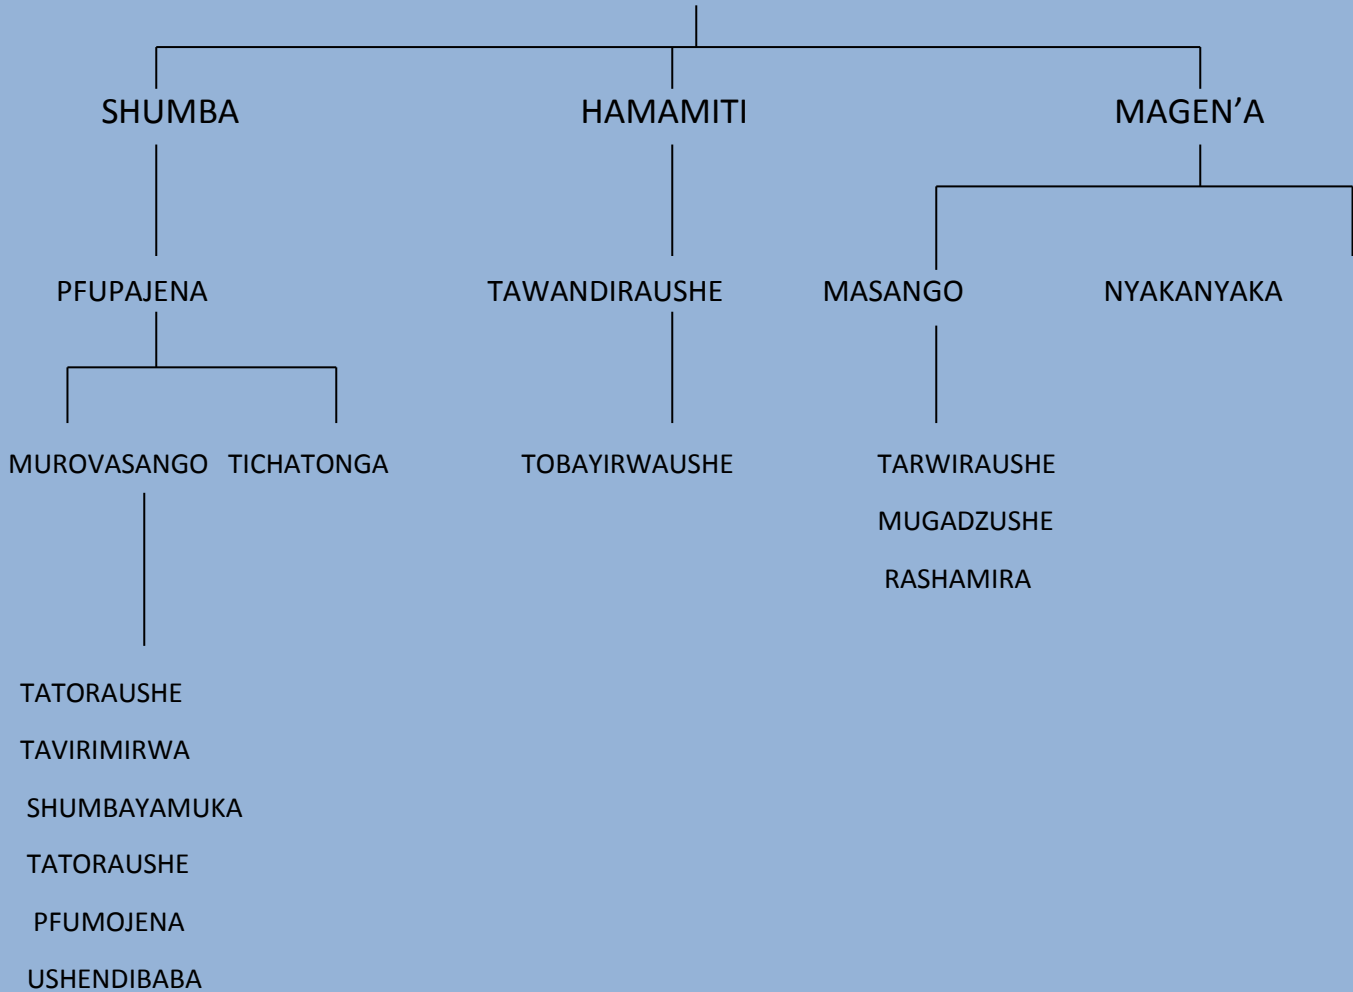 SHUMBA HAMAMITI MAGEN’A
PFUPAJENA TAWANDIRAUSHE MASANGO NYAKANYAKA
MUROVASANGO TICHATONGA TOBAYIRWAUSHE TARWIRAUSHE
MUGADZUSHE
RASHAMIRA
TATORAUSHE
TAVIRIMIRWA
SHUMBAYAMUKA
TATORAUSHE
PFUMOJENA
USHENDIBABA